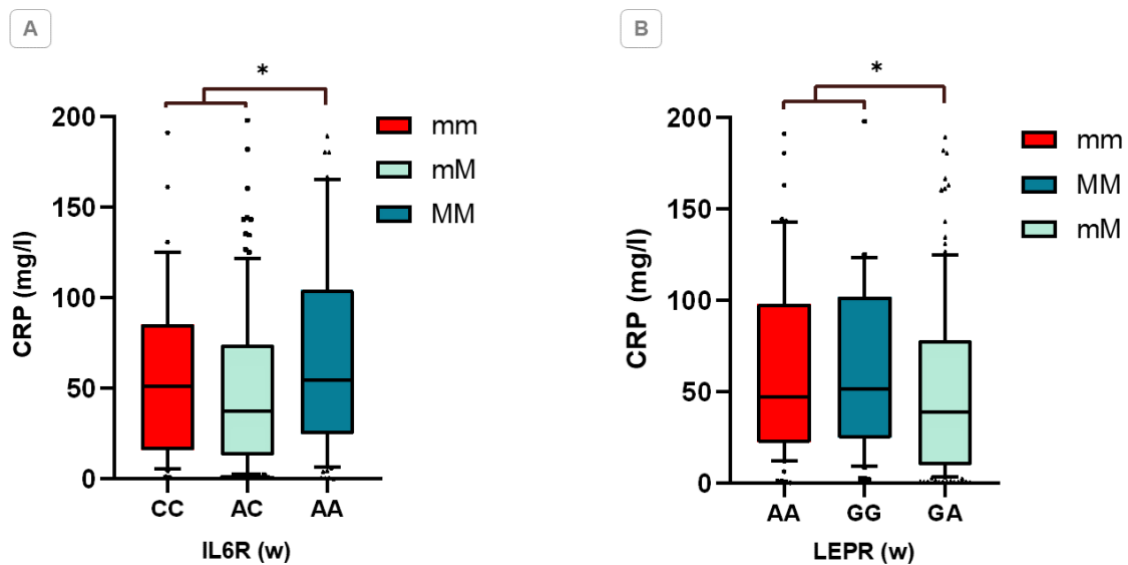 A
*
200
150
100
50
0
CRP (mg/l)
CC AC AA
IL6R (w)
mm
mM
MM
B
*
200
150
100
50
0
CRP (mg/l)
AA GG GA
LEPR (w)
mm
MM
mM